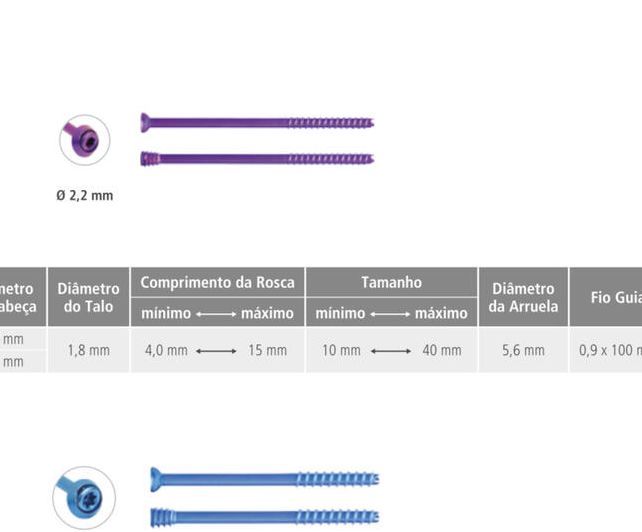 Ø 2,2 mm
Diâmetro do Talo
Comprimento da Rosca
mínimo ⟷ máximo
Tamanho
mínimo ⟷ máximo
Diâmetro da Arruela
Fio Guia
mm
mm
1,8 mm
4,0 mm ⟷ 15 mm
10 mm ⟷ 40 mm
5,6 mm
0,9 x 100